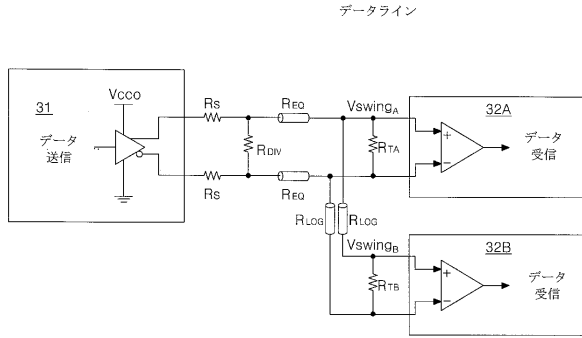 データライン
31
VCCO
データ
送信
RS
RS
RDIV
REQ
REQ
RLOG
RLOG
VswingA
RTA
32A
+
−
データ
受信
VswingB
RTB
32B
+
−
データ
受信